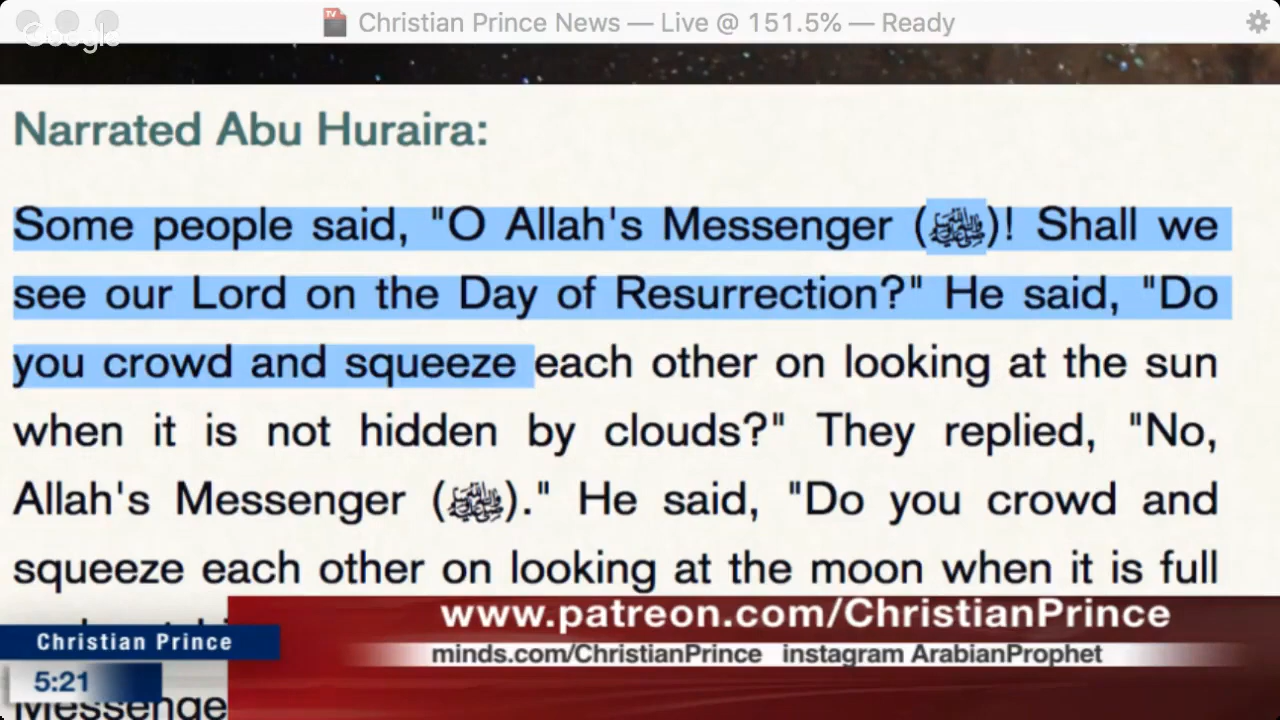 Christian Prince News — Live @ 151.5% — Ready
Google
Narrated Abu Huraira:
Some people said, "O Allah's Messenger (ﷺ)! Shall we
see our Lord on the Day of Resurrection?" He said, "Do
you crowd and squeeze each other on looking at the sun
when it is not hidden by clouds?" They replied, "No,
Allah's Messenger (ﷺ)." He said, "Do you crowd and
squeeze each other on looking at the moon when it is full
www.patreon.com/ChristianPrince
Christian Prince
minds.com/ChristianPrince instagram ArabianProphet
5:21